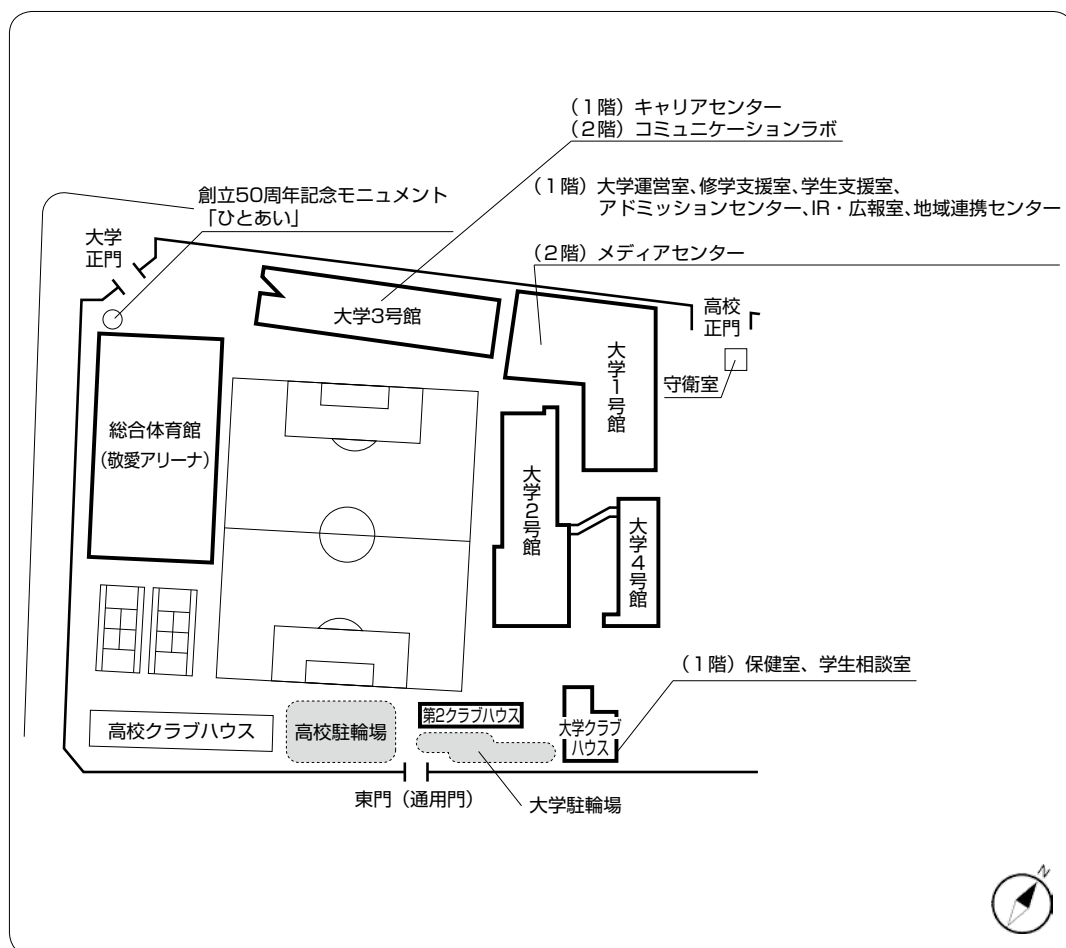 （１階）キャリアセンター
（２階）コミュニケーションラボ
（１階）大学運営室、修学支援室、学生支援室、
アドミッションセンター、IR・広報室、地域連携センター
（２階）メディアセンター
創立50周年記念モニュメント
「ひとあい」
大学
正門
大学3号館
高校
正門
守衛室
大学１号館
総合体育館
（敬愛アリーナ）
大学２号館
大学４号館
（１階）保健室、学生相談室
高校クラブハウス
高校駐輪場
第2クラブハウス
大学クラブ
ハウス
東門（通用門）
大学駐輪場
N